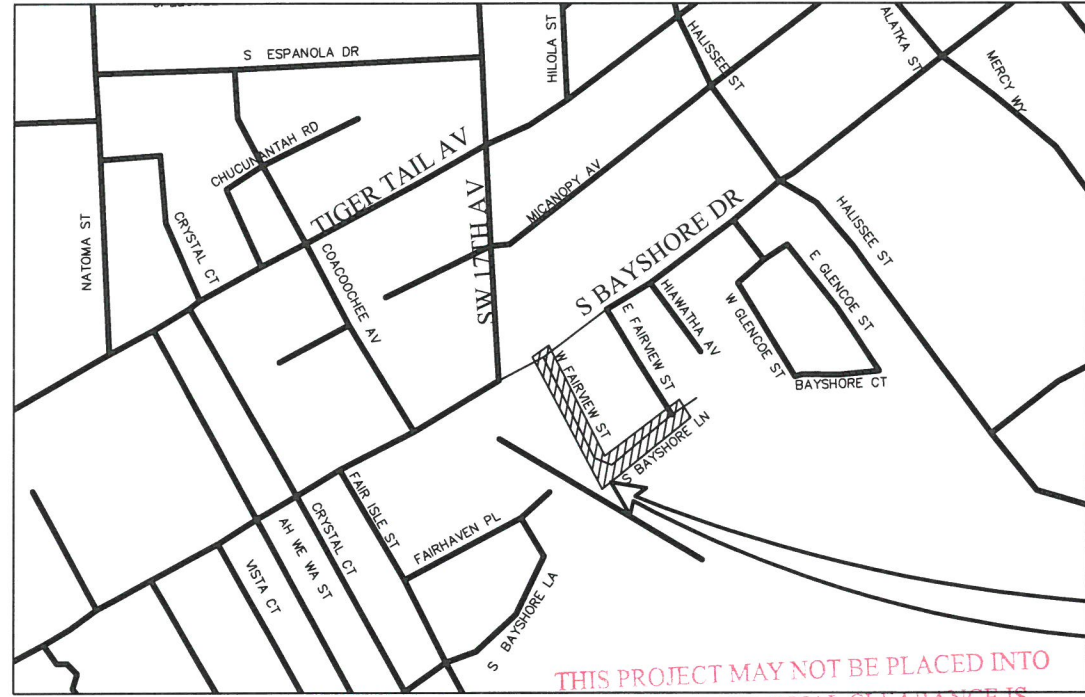 S ESPANOLA DR
HILOLA ST
HALISSEE ST
ALATKA ST
MERCY WY
CHUCUNANTAH RD
TIGER TAIL AV
SW 17TH AV
MICANOPY AV
S BAYSHORE DR
NATOMA ST
CRYSTAL CT
COACOOCHEE AV
HALISSEE ST
E GLENCOE ST
W GLENCOE ST
HIAWATHA AV
E FAIRVIEW ST
W FAIRVIEW ST
BAYSHORE CT
S BAYSHORE LN
FAIR ISLE ST
CRYSTAL CT
AH WE WA ST
VISTA CT
FAIRHAVEN PL
S BAYSHORE LA
THIS PROJECT MAY NOT BE PLACED INTO
CLEARANCE IS